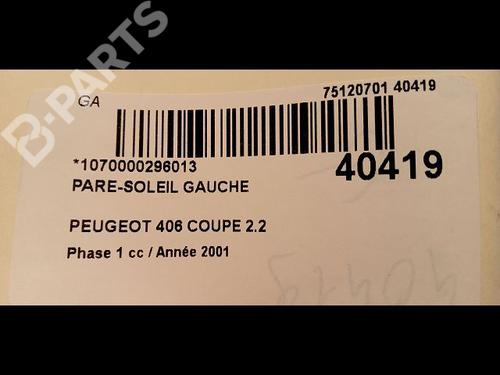 GA
75120701 40419
*1070000296013
40419
PARE-SOLEIL GAUCHE
PEUGEOT 406 COUPE 2.2
Phase 1 cc / Année 2001
B-PARTS